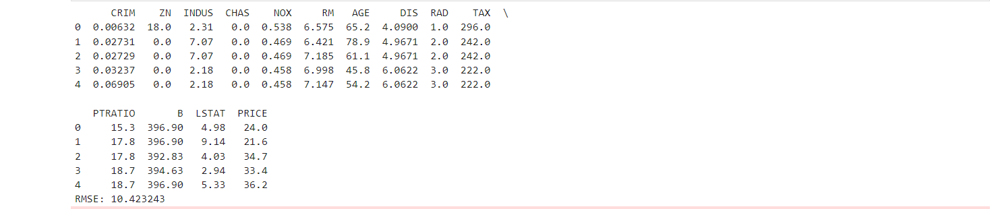 CRIM ZN INDUS CHAS NOX RM AGE DIS RAD TAX \
0 0.00632 18.0 2.31 0.0 0.538 6.575 65.2 4.0900 1.0 296.0
1 0.02731 0.0 7.07 0.0 0.469 6.421 78.9 4.9671 2.0 242.0
2 0.02729 0.0 7.07 0.0 0.469 7.185 61.1 4.9671 2.0 242.0
3 0.03237 0.0 2.18 0.0 0.458 6.998 45.8 6.0622 3.0 222.0
4 0.06905 0.0 2.18 0.0 0.458 7.147 54.2 6.0622 3.0 222.0
PTRATIO B LSTAT PRICE
0 15.3 396.90 4.98 24.0
1 17.8 396.90 9.14 21.6
2 17.8 392.83 4.03 34.7
3 18.7 394.63 2.94 33.4
4 18.7 396.90 5.33 36.2
RMSE: 10.423243